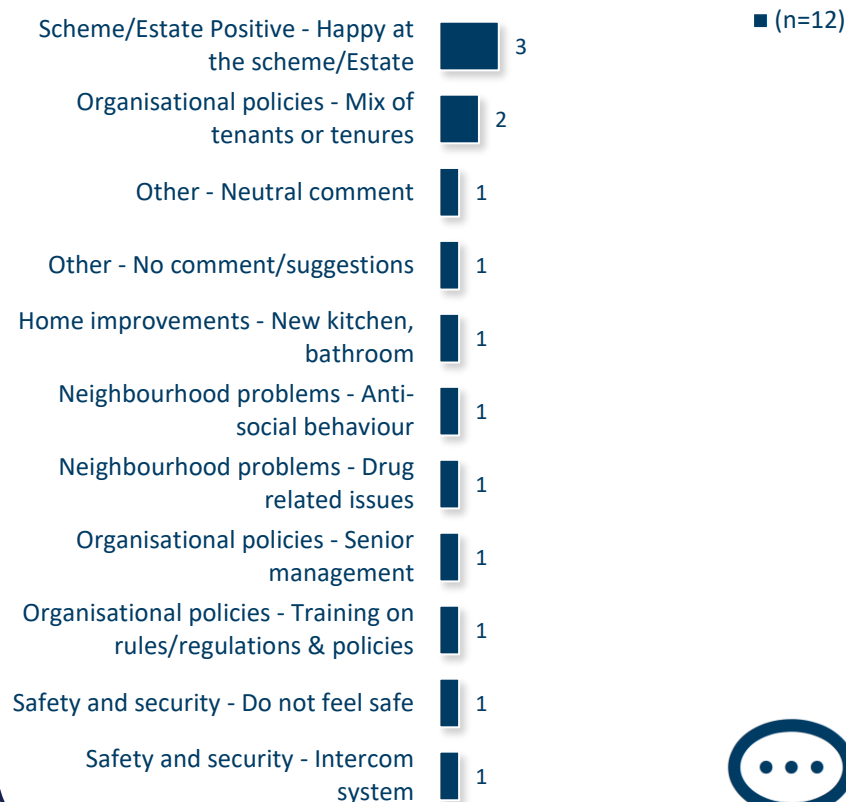 (n=12)
Scheme/Estate Positive - Happy at
the scheme/Estate
3
Organisational policies - Mix of
tenants or tenures
2
Other - Neutral comment
1
Other - No comment/suggestions
1
Home improvements - New kitchen,
bathroom
1
Neighbourhood problems - Anti-
social behaviour
1
Neighbourhood problems - Drug
related issues
1
Organisational policies - Senior
management
1
Organisational policies - Training on
rules/regulations & policies
1
Safety and security - Do not feel safe
1
Safety and security - Intercom
system
1